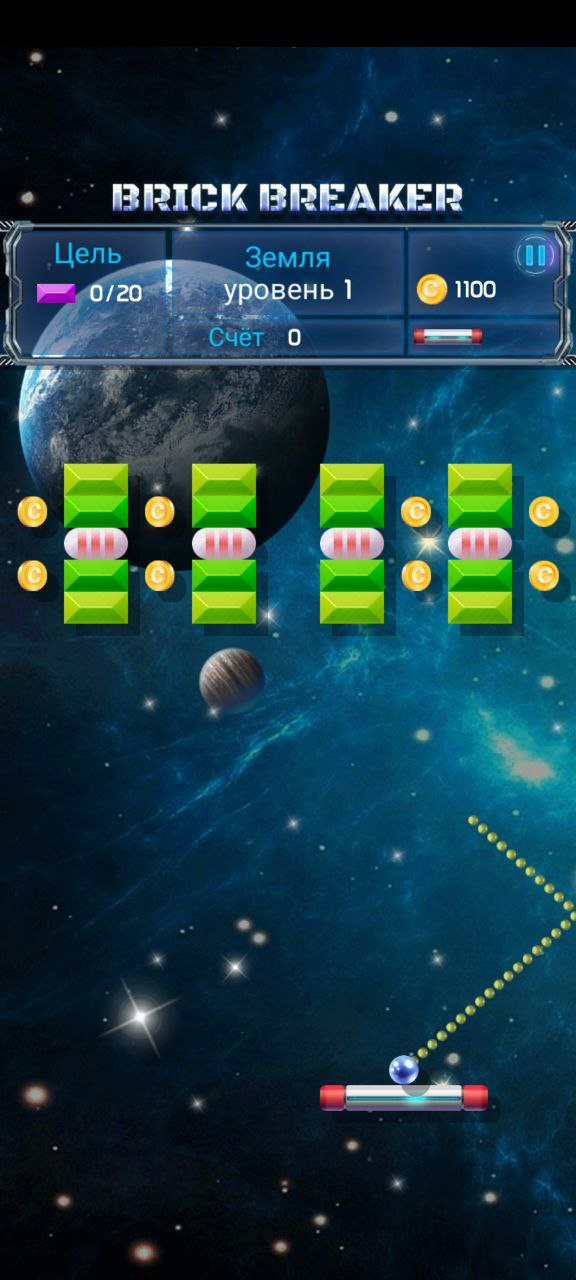 BRICK BREAKER
Цель
0/20
Земля
уровень 1
Счёт 0
1100